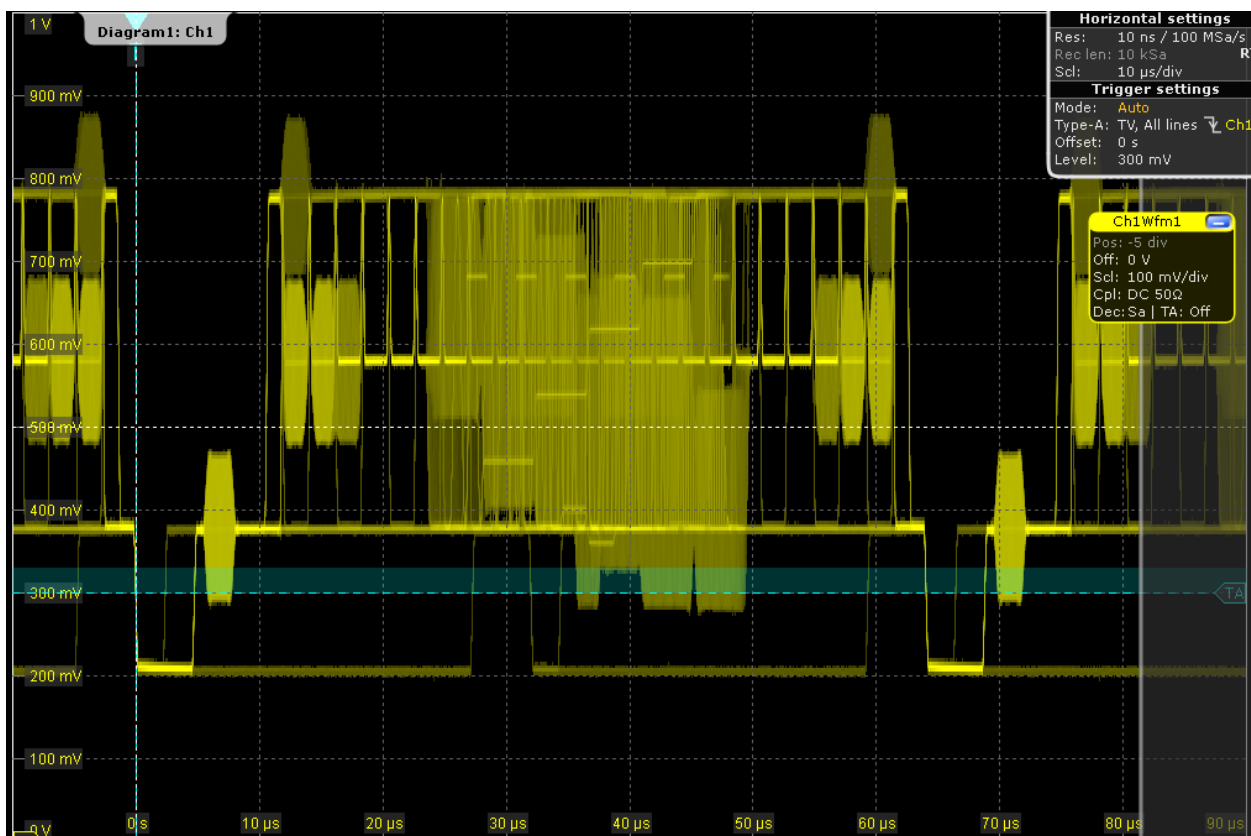 1 V
Diagram1: Ch1
Horizontal settings
Res: 10 ns / 100 MSa/s
Rec len: 10 kSa
Scl: 10 µs/div
Trigger settings
Mode: Auto
Type-A: TV, All lines Ch1
Offset: 0 s
Level: 300 mV
900 mV
800 mV
Ch1Wfm1
Pos: -5 div
Off: 0 V
Scl: 100 mV/div
Cpl: DC 50Ω
Dec: Sa | TA: Off
700 mV
600 mV
500 mV
400 mV
300 mV
TA
200 mV
100 mV
0 V
0 s 10 µs 20 µs 30 µs 40 µs 50 µs 60 µs 70 µs 80 µs 90 µs